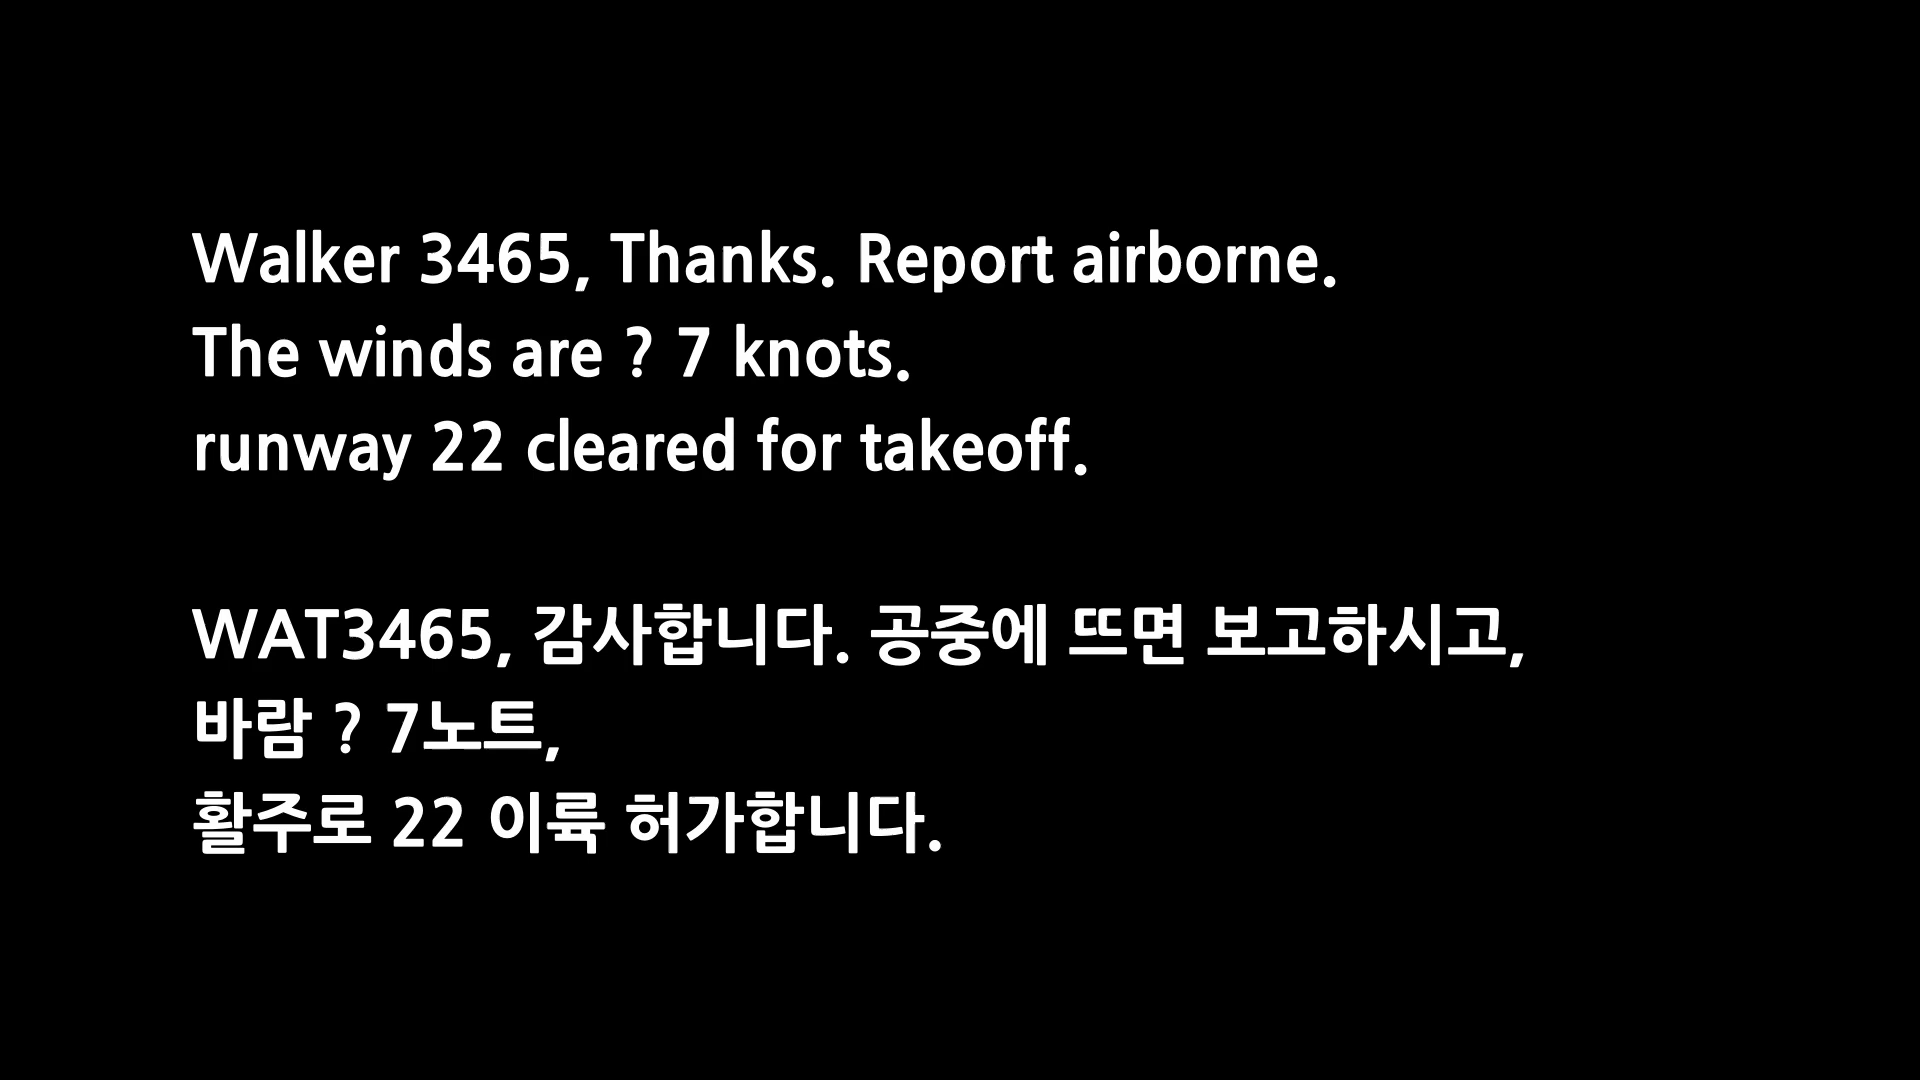 Walker 3465, Thanks. Report airborne.
The winds are ? 7 knots.
runway 22 cleared for takeoff.
WAT3465, 감사합니다. 공중에 뜨면 보고하시고,
바람 ? 7노트,
활주로 22 이륙 허가합니다.